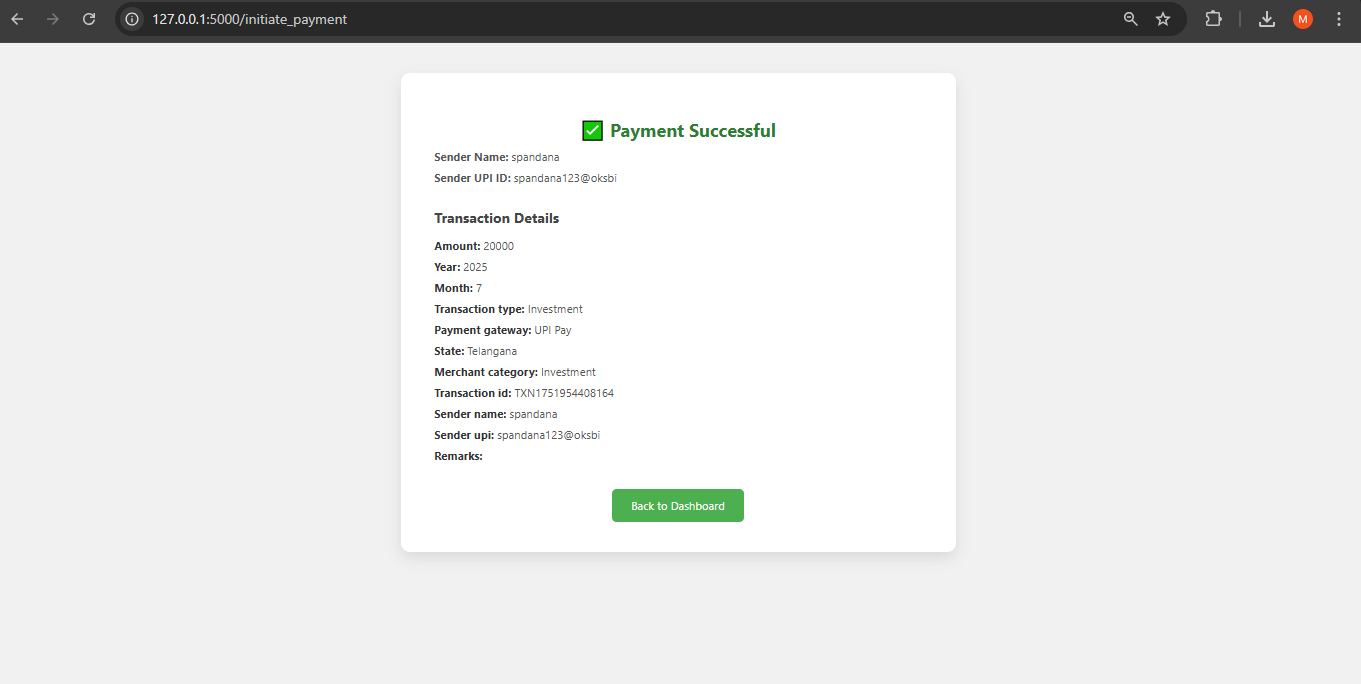 127.0.0.1:5000/initiate_payment
M
✅ Payment Successful
Sender Name: spandana
Sender UPI ID: spandana123@oksbi
Transaction Details
Amount: 20000
Year: 2025
Month: 7
Transaction type: Investment
Payment gateway: UPI Pay
State: Telangana
Merchant category: Investment
Transaction id: TXN1751954408164
Sender name: spandana
Sender upi: spandana123@oksbi
Remarks:
Back to Dashboard